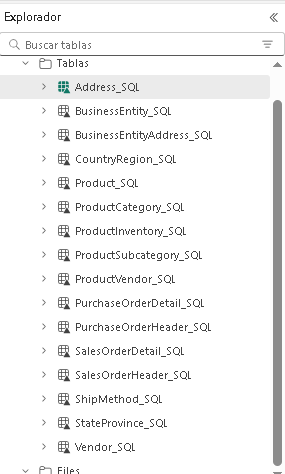 Explorador
Buscar tablas
Tablas
Address_SQL
BusinessEntity_SQL
BusinessEntityAddress_SQL
CountryRegion_SQL
Product_SQL
ProductCategory_SQL
ProductInventory_SQL
ProductSubcategory_SQL
ProductVendor_SQL
PurchaseOrderDetail_SQL
PurchaseOrderHeader_SQL
SalesOrderDetail_SQL
SalesOrderHeader_SQL
ShipMethod_SQL
StateProvince_SQL
Vendor_SQL
Files